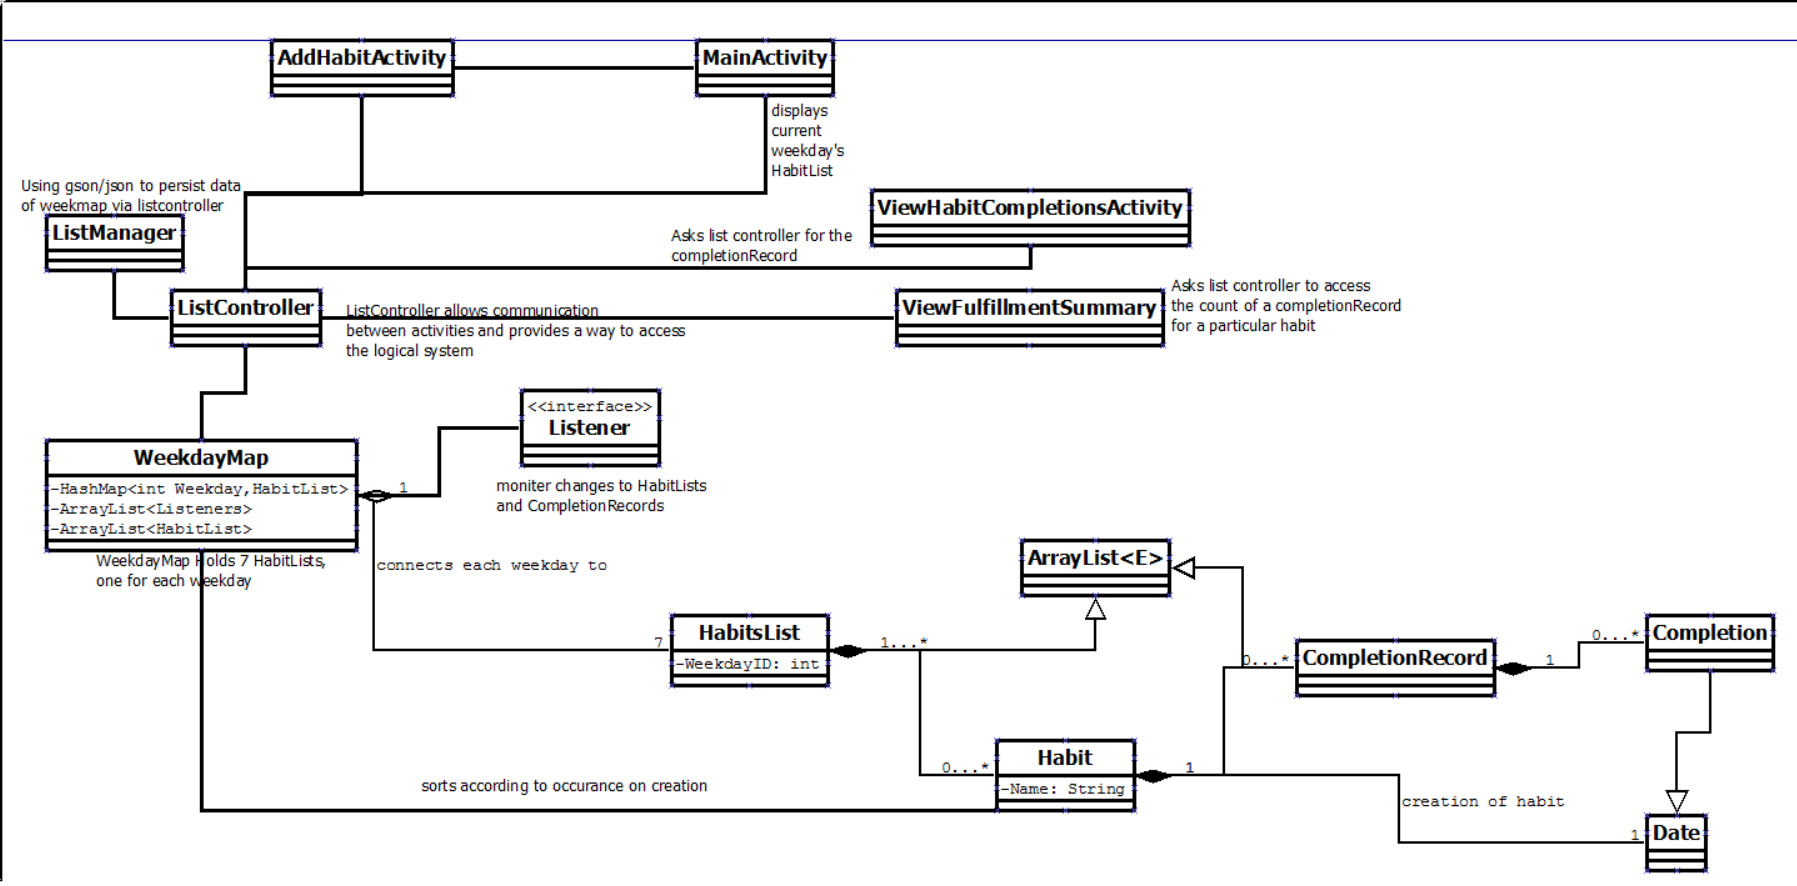 AddHabitActivity
MainActivity
displays
current
weekday's
HabitList
Using gson/json to persist data
of weekmap via listcontroller
ListManager
ViewHabitCompletionsActivity
Asks list controller for the
completionRecord
ListController
ListController allows communication
between activities and provides a way to access
the logical system
ViewFulfillmentSummary
Asks list controller to access
the count of a completionRecord
for a particular habit
<<interface>>
Listener
moniter changes to HabitLists
and CompletionRecords
WeekdayMap
-HashMap<int Weekday,HabitList>
-ArrayList<Listeners>
-ArrayList<HabitList>
1
WeekdayMap Holds 7 HabitLists,
one for each weekday
connects each weekday to
ArrayList<E>
7
HabitsList
-WeekdayID: int
1...*
0...*
CompletionRecord
1
0...*
Completion
0...*
Habit
-Name: String
1
sorts according to occurance on creation
creation of habit
1
Date